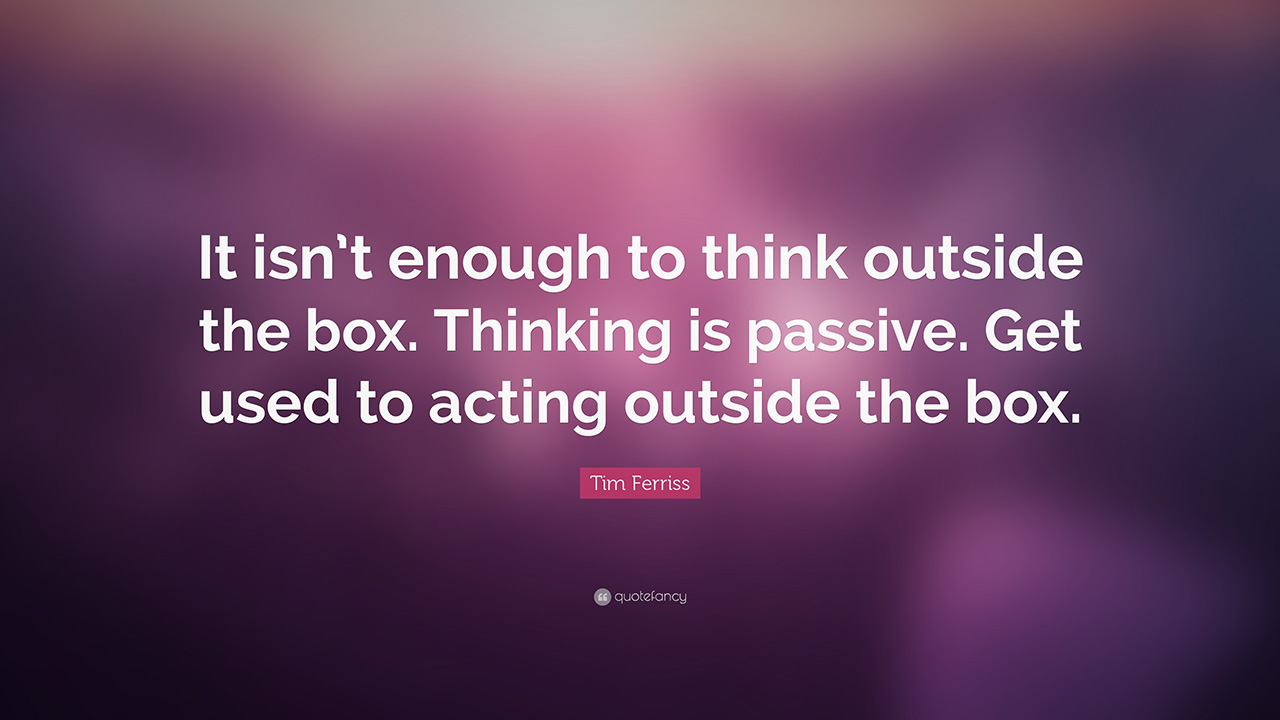 It isn’t enough to think outside
the box. Thinking is passive. Get
used to acting outside the box.
Tim Ferriss
quotefancy